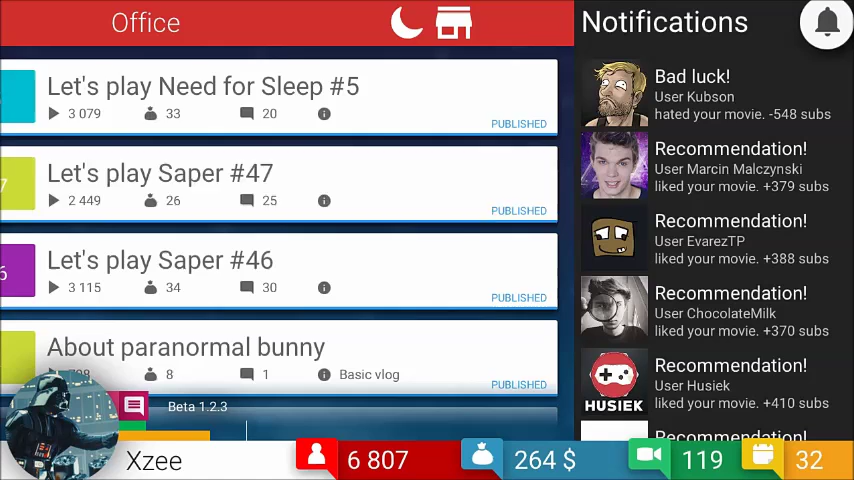 Office
Let's play Need for Sleep #5
3 079 33 20
PUBLISHED
7
Let's play Saper #47
2 449 26 25
PUBLISHED
6
Let's play Saper #46
3 115 34 30
PUBLISHED
About paranormal bunny
798 8 1 Basic vlog
PUBLISHED
Beta 1.2.3
Notifications
Bad luck!
User Kubson
hated your movie. -548 subs
Recommendation!
User Marcin Malczynski
liked your movie. +379 subs
Recommendation!
User EvarezTP
liked your movie. +388 subs
Recommendation!
User ChocolateMilk
liked your movie. +370 subs
HUSIEK
Recommendation!
User Husiek
liked your movie. +410 subs
Recommendation!
Xzee 6 807 264 $ 119 32